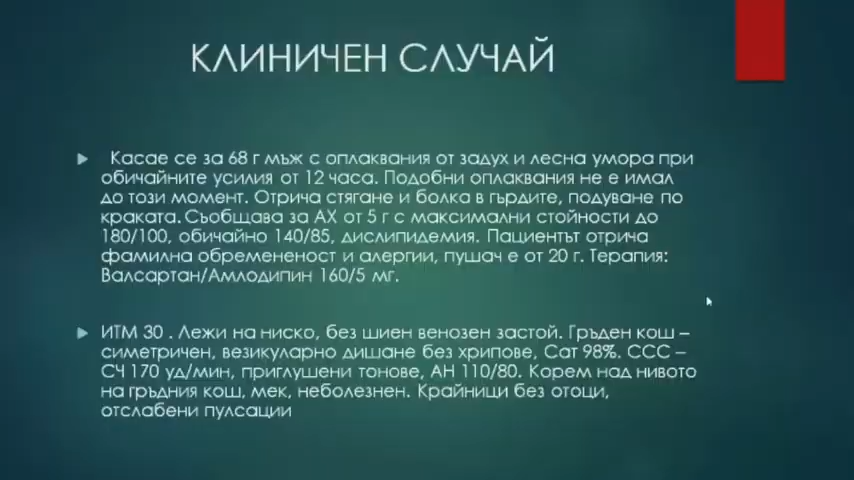 КЛИНИЧЕН СЛУЧАЙ
Касае се за 68 г мъж с оплаквания от задух и лесна умора при
обичайните усилия от 12 часа. Подобни оплаквания не е имал
до този момент. Отрича стягане и болка в гърдите, подуване по
краката. Съобщава за АХ от 5 г с максимални стойности до
180/100, обичайно 140/85, дислипидемия. Пациентът отрича
фамилна обремененост и алергии, пушач е от 20 г. Терапия:
Валсартан/Амлодипин 160/5 мг.
ИТМ 30 . Лежи на ниско, без шиен венозен застой. Гръден кош –
симетричен, везикуларно дишане без хрипове, Сат 98%. ССС –
СЧ 170 уд/мин, приглушени тонове, АН 110/80. Корем над нивото
на гръдния кош, мек, неболезнен. Крайници без отоци,
отслабени пулсации